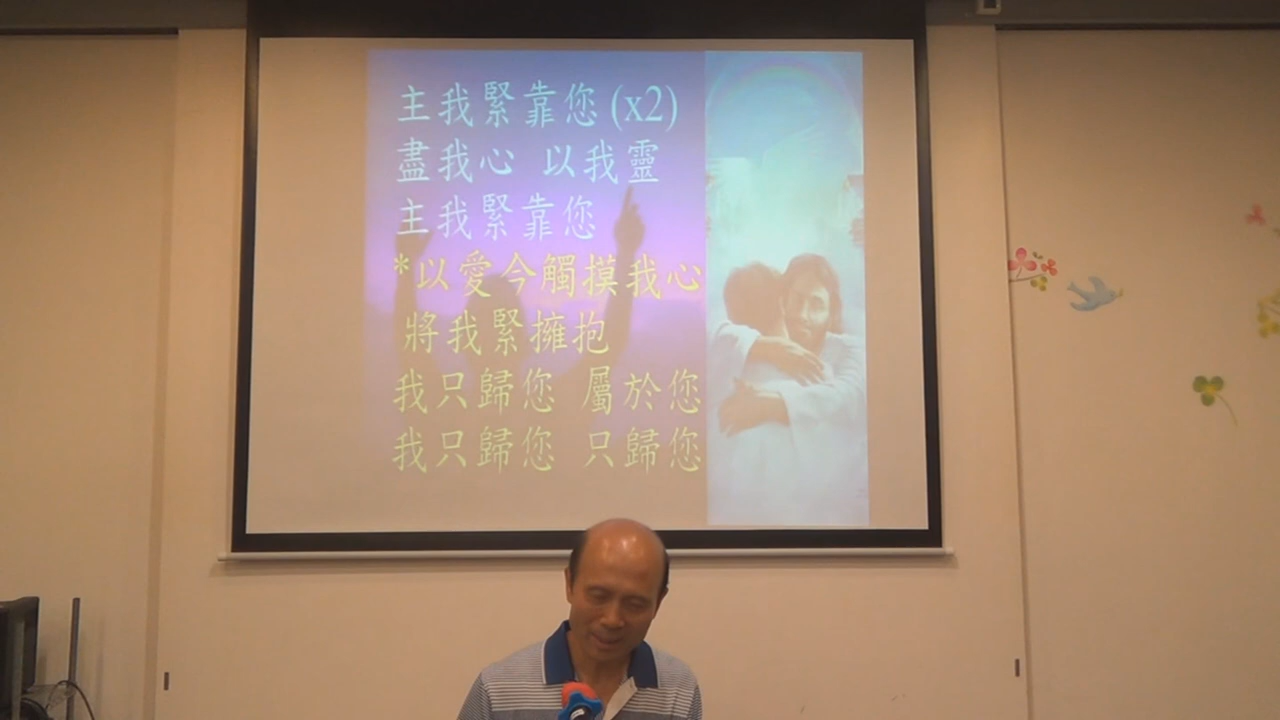 主我緊靠您(x2)
盡我心 以我靈
主我緊靠您
*以愛今觸摸我心
將我緊擁抱
我只歸您 屬於您
我只歸您 只歸您